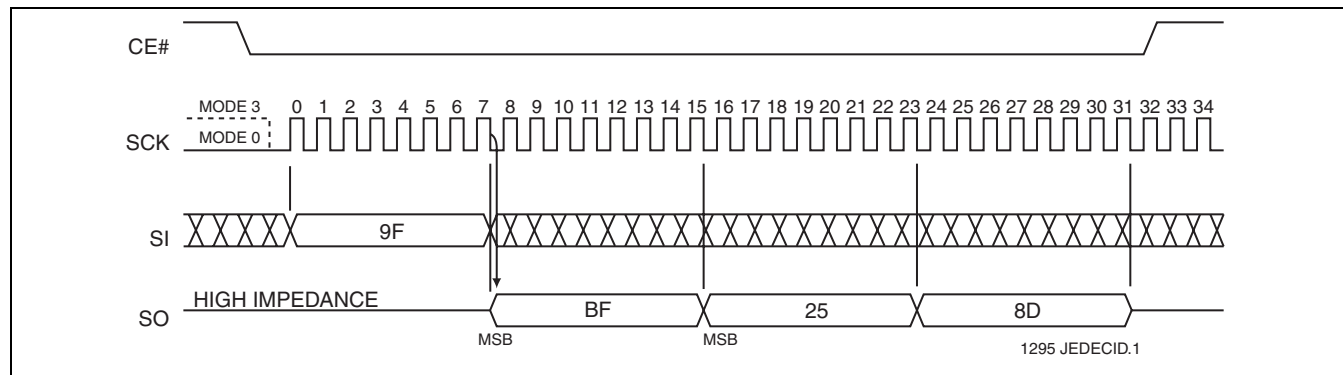 CE#
MODE 3
0 1 2 3 4 5 6 7 8 9 10 11 12 13 14 15 16 17 18 19 20 21 22 23 24 25 26 27 28 29 30 31 32 33 34
SCK
MODE 0
SI
9F
HIGH IMPEDANCE
SO
BF
25
8D
MSB
MSB
1295 JEDECID.1